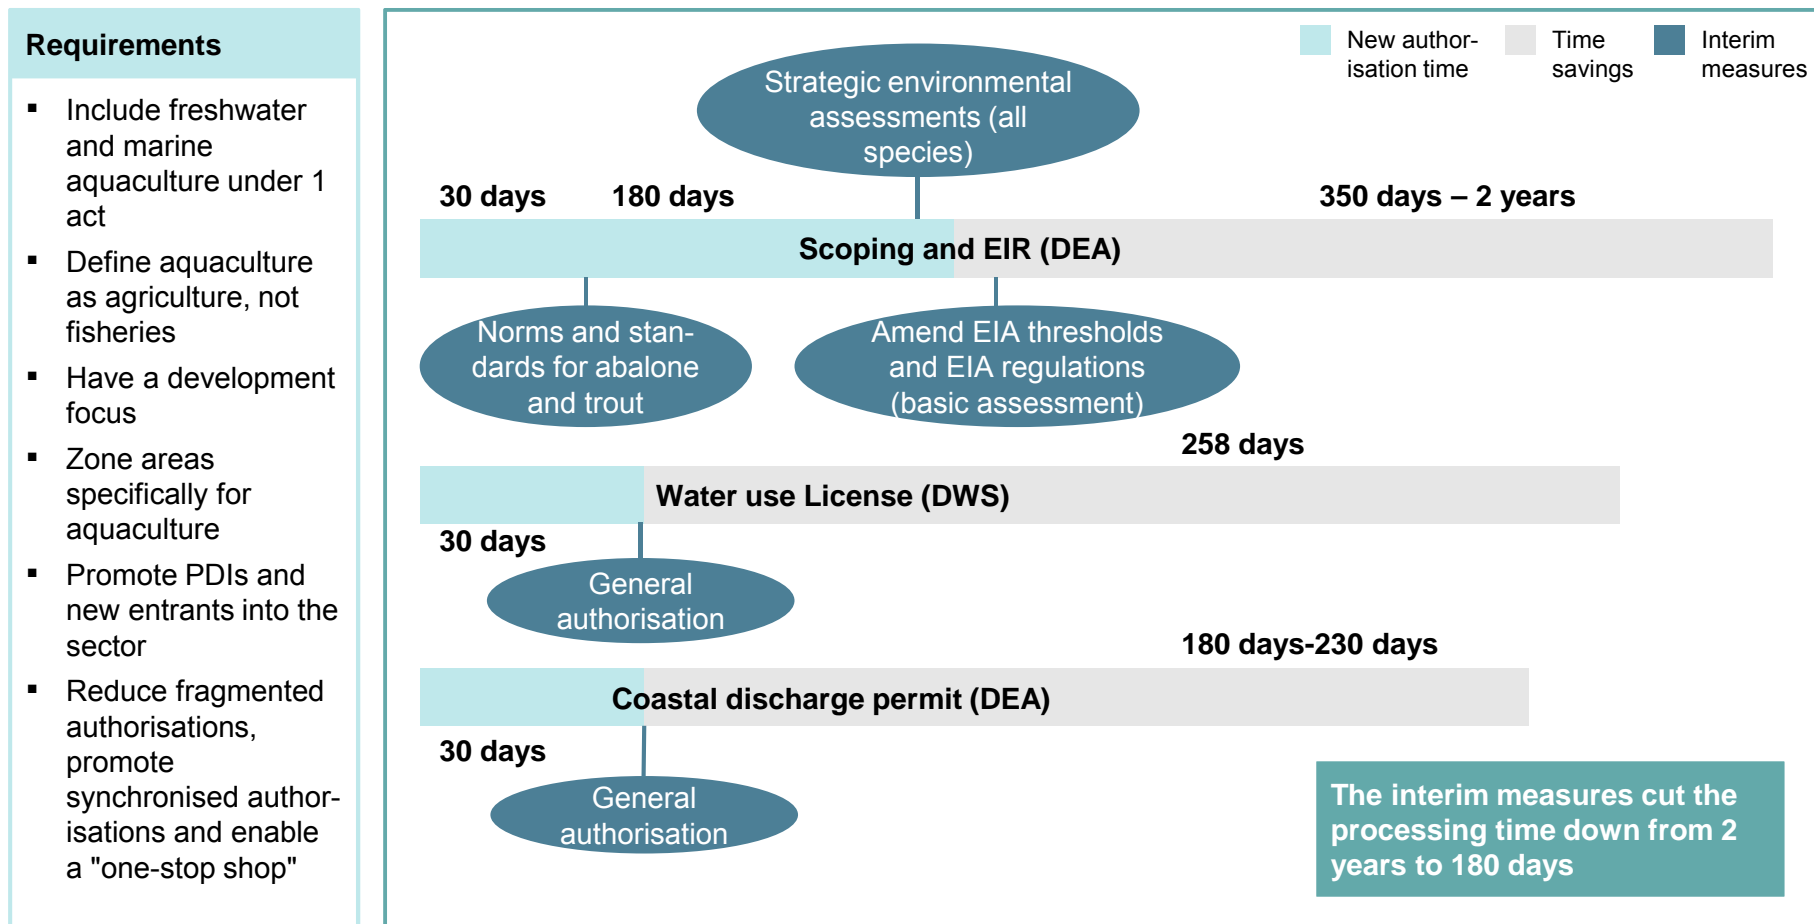 Requirements
▪ Include freshwater
and marine
aquaculture under 1
act
▪ Define aquaculture
as agriculture, not
fisheries
▪ Have a development
focus
▪ Zone areas
specifically for
aquaculture
▪ Promote PDIs and
new entrants into the
sector
▪ Reduce fragmented
authorisations,
promote
synchronised author-
isations and enable
a "one-stop shop"
New author-
isation time
Time
savings
Interim
measures
Strategic environmental
assessments (all
species)
30 days
180 days
350 days – 2 years
Scoping and EIR (DEA)
Norms and stan-
dards for abalone
and trout
Amend EIA thresholds
and EIA regulations
(basic assessment)
258 days
Water use License (DWS)
30 days
General
authorisation
180 days-230 days
Coastal discharge permit (DEA)
30 days
General
authorisation
The interim measures cut the
processing time down from 2
years to 180 days